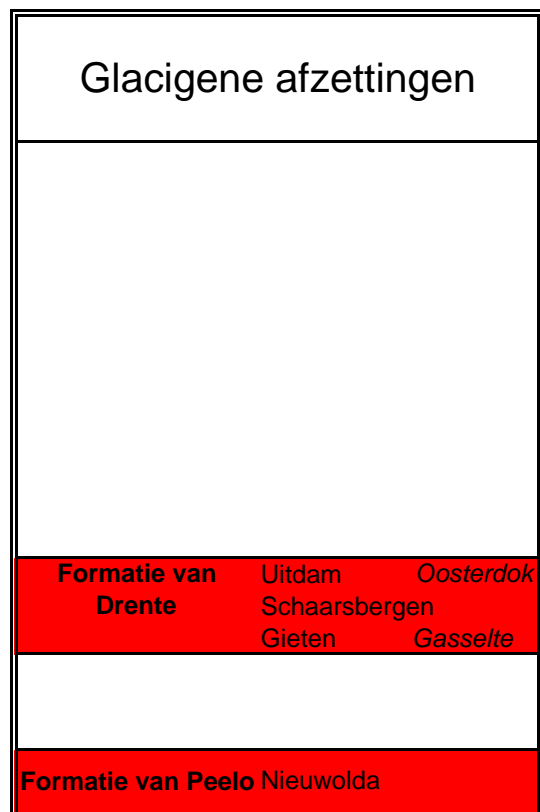 Glacigene afzettingen
Formatie van Drente
Uitdam Oosterdok
Schaarsbergen
Gieten Gasselte
Formatie van Peelo Nieuwolda